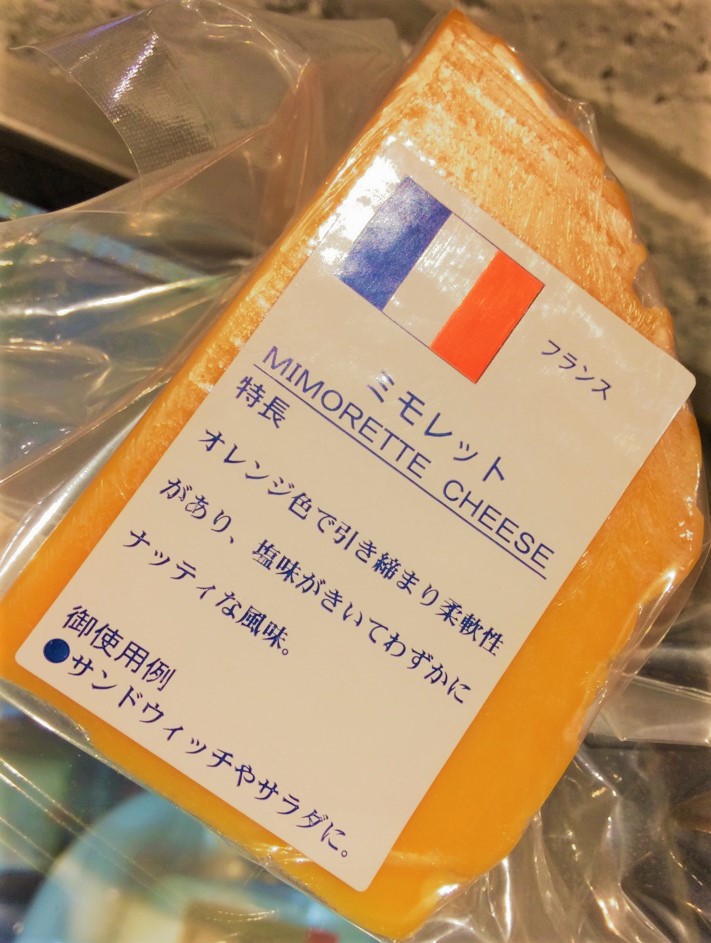 フランス
ミモレット
MIMORETTE CHEESE
特長
オレンジ色で引き締まり柔軟性
があり、塩味がきいてわずかに
ナッティな風味。
御使用例
●サンドウィッチやサラダに。